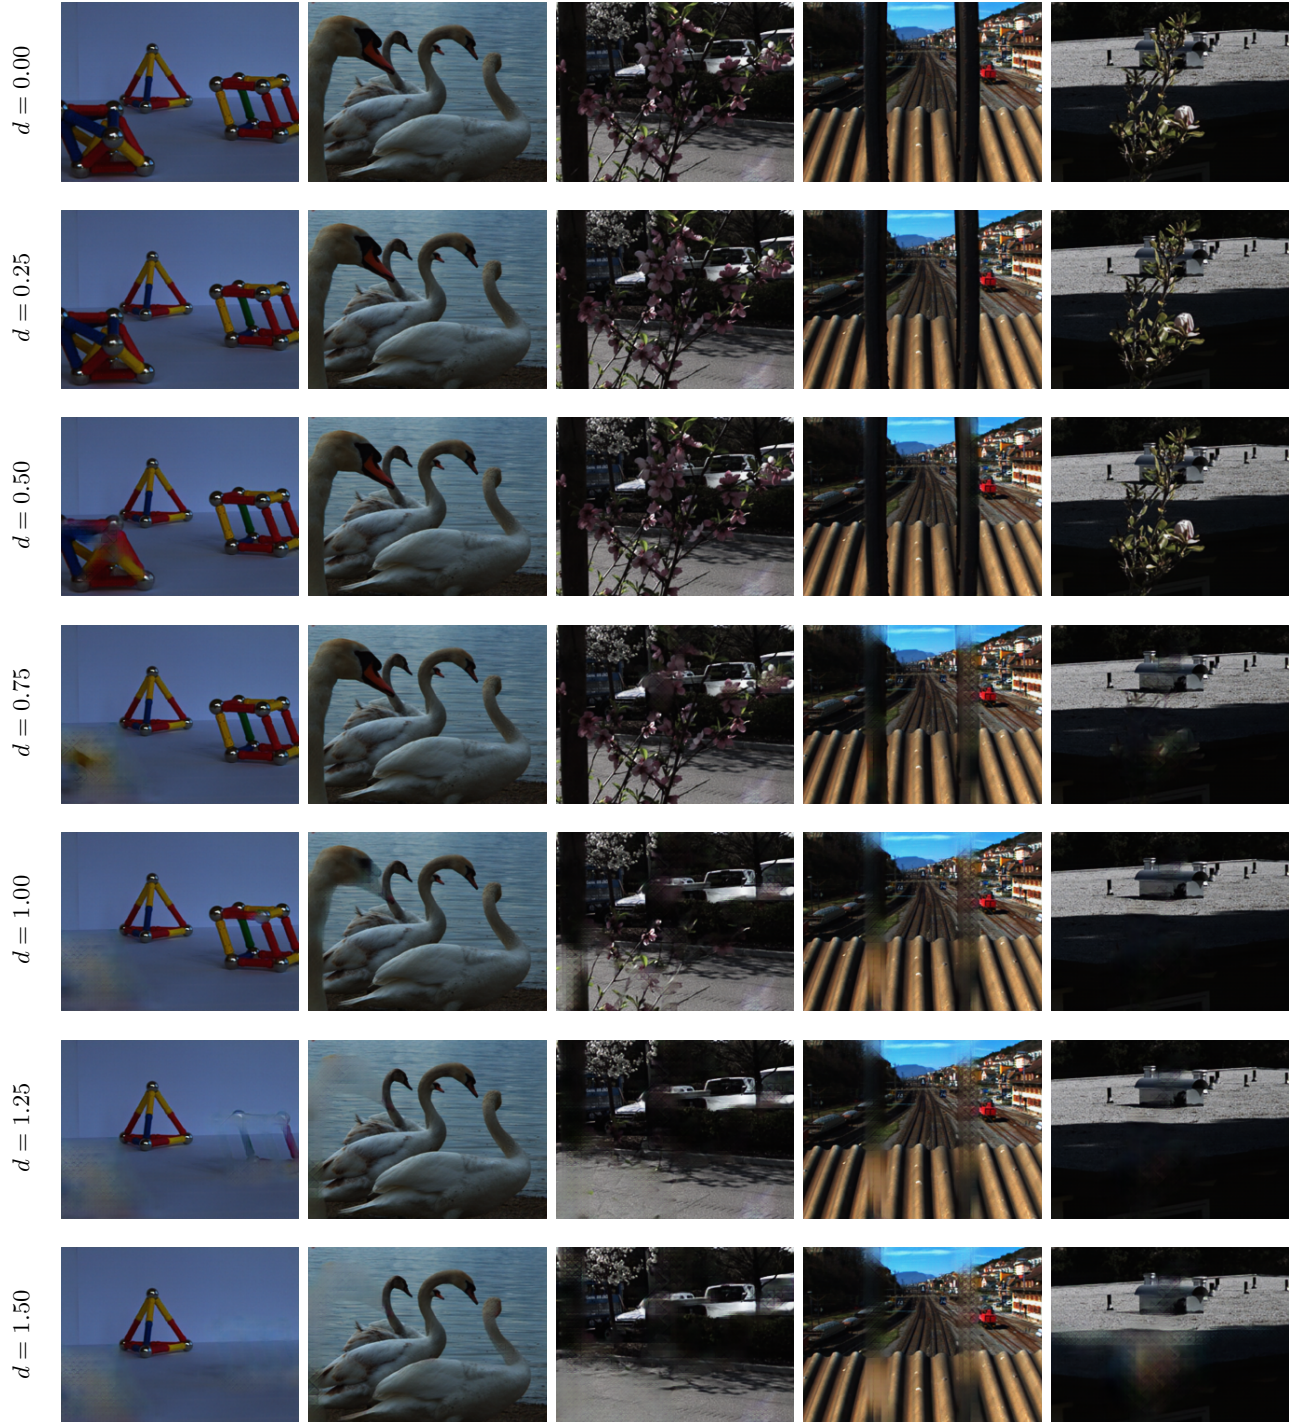 d = 0.00
d = 0.25
d = 0.50
d = 0.75
d = 1.00
d = 1.25
d = 1.50